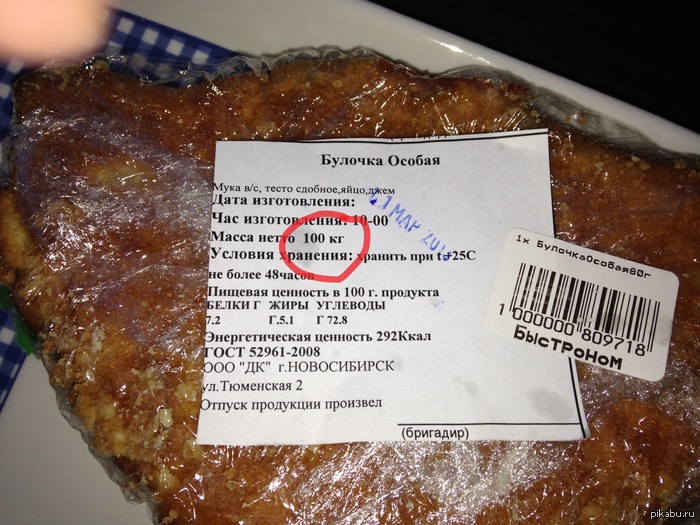 Булочка Особая
Мука в/с, тесто сдобное,яйцо,джем
Дата изготовления:
Час изготовления: 10-00
Масса нетто 100 кг
Условия хранения: хранить при t +25С
не более 48часов
Пищевая ценность в 100 г. продукта
БЕЛКИ Г ЖИРЫ УГЛЕВОДЫ
7.2 Г.5.1 Г 72.8
Энергетическая ценность 292Ккал
ГОСТ 52961-2008
ООО "ДК" г.НОВОСИБИРСК
ул.Тюменская 2
Отпуск продукции произвел
(бригадир)
МАР
1x БулочкаОсобая80г
1 000000 809718
Быстроном
pikabu.ru